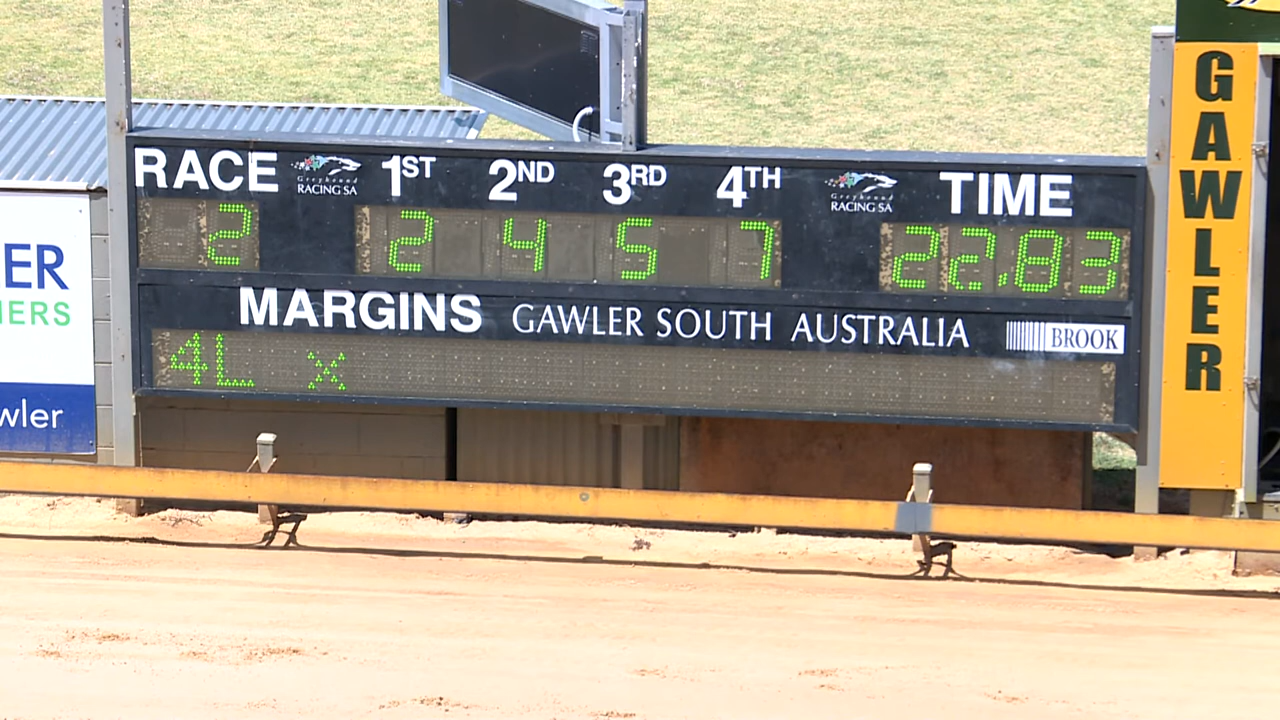 RACE
Greyhound
RACING SA
1ST 2ND 3RD 4TH
Greyhound
RACING SA
TIME
2 2 4 5 7 22.83
MARGINS GAWLER SOUTH AUSTRALIA BROOK
4L x
ER
NERS
wler
GAWLER